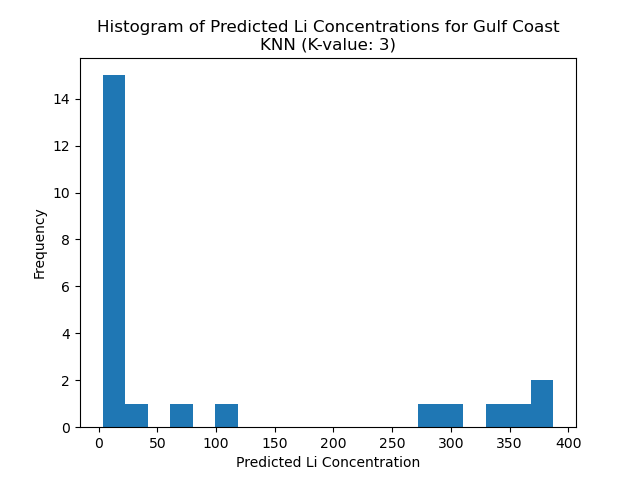 Histogram of Predicted Li Concentrations for Gulf Coast
KNN (K-value: 3)
14
12
10
8
6
4
2
0
Frequency
0 50 100 150 200 250 300 350 400
Predicted Li Concentration